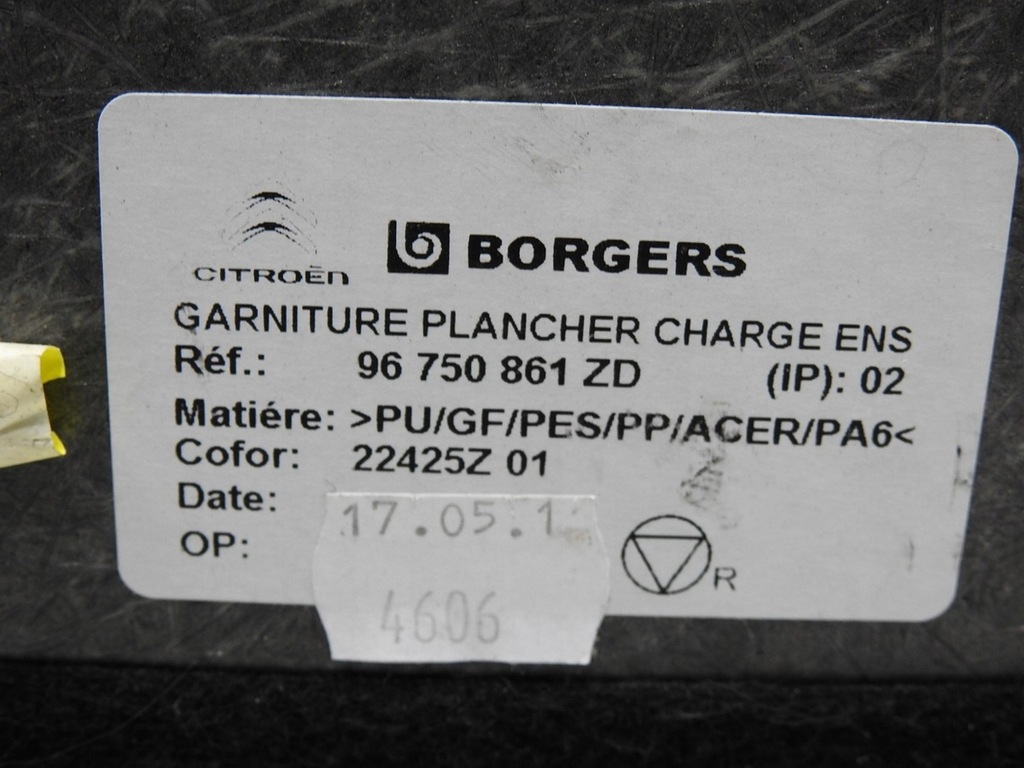 CITROËn BORGERS
GARNITURE PLANCHER CHARGE ENS
Réf.: 96 750 861 ZD (IP): 02
Matiére: >PU/GF/PES/PP/ACER/PA6<
Cofor: 22425Z 01
Date:
OP: 4606
R